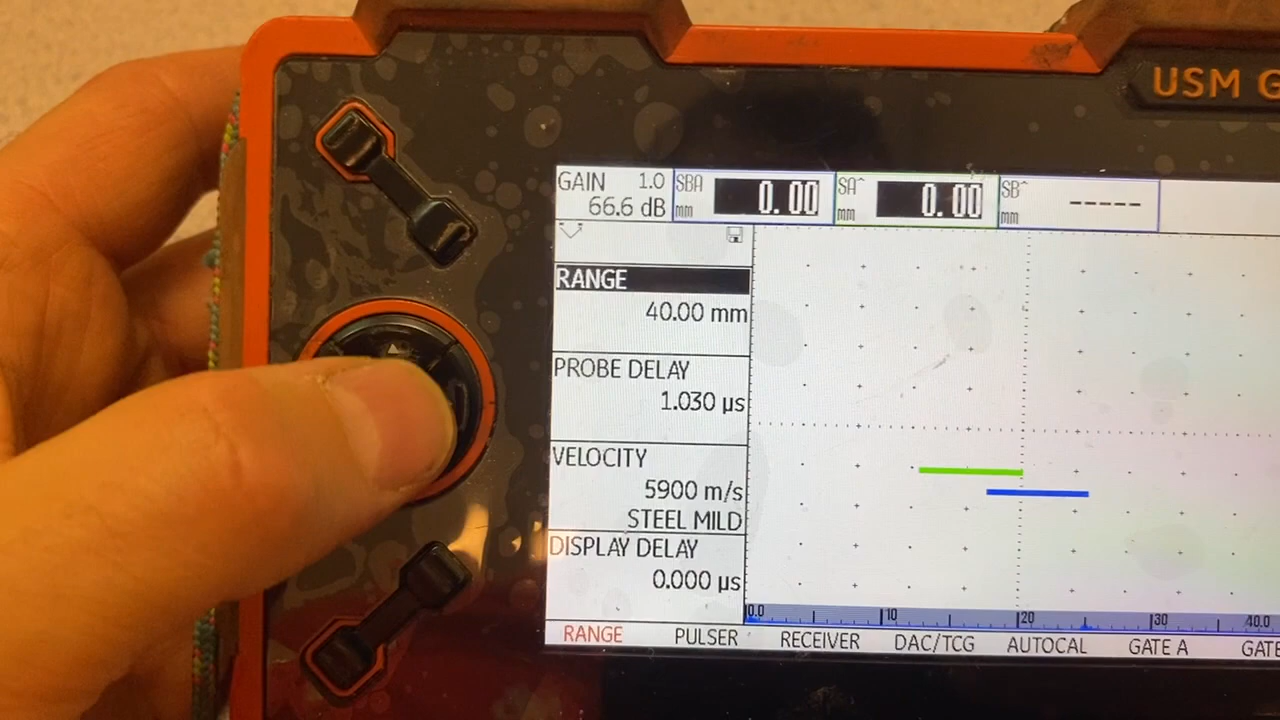 USM G
GAIN 1.0
66.6 dB
SBA
mm
0.00
SA^
mm
0.00
SB^
mm
-----
RANGE
40.00 mm
PROBE DELAY
1.030 µs
VELOCITY
5900 m/s
STEEL MILD
DISPLAY DELAY
0.000 µs
0.0 10 20 30 40.0
RANGE PULSER RECEIVER DAC/TCG AUTOCAL GATE A GATE